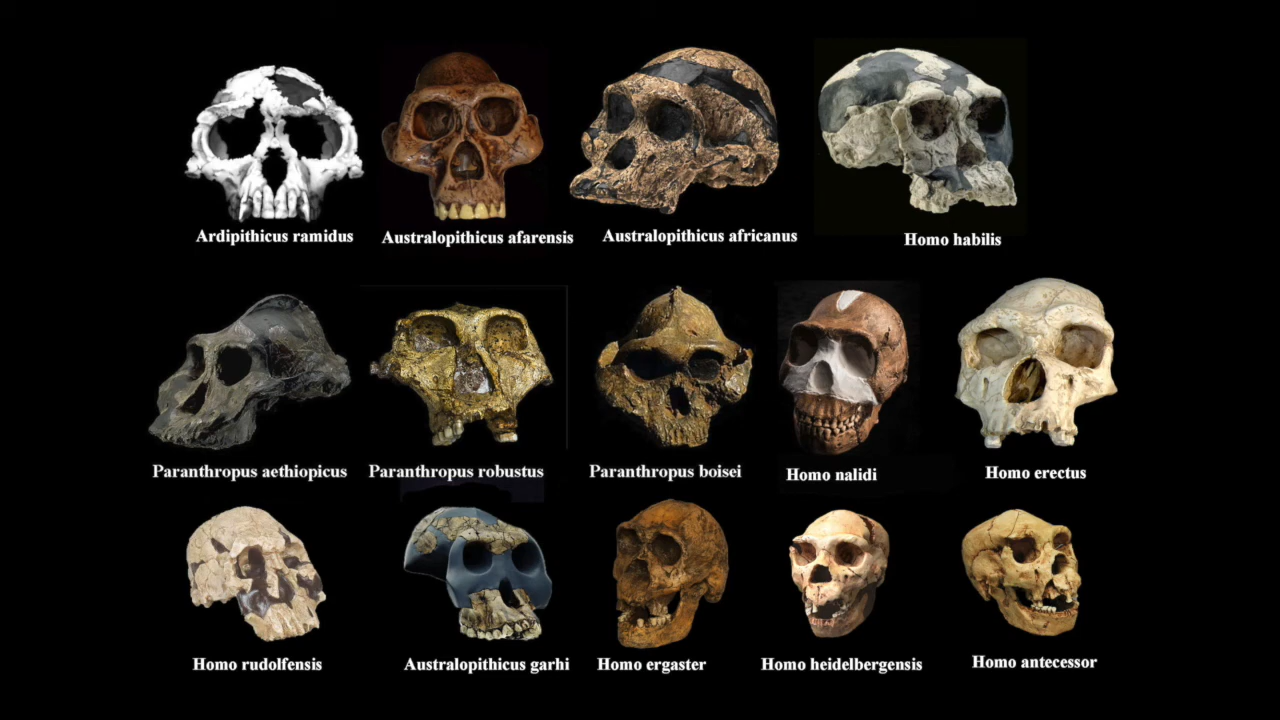 Ardipithicus ramidus
Australopithicus afarensis
Australopithicus africanus
Homo habilis
Paranthropus aethiopicus
Paranthropus robustus
Paranthropus boisei
Homo nalidi
Homo erectus
Homo rudolfensis
Australopithicus garhi
Homo ergaster
Homo heidelbergensis
Homo antecessor